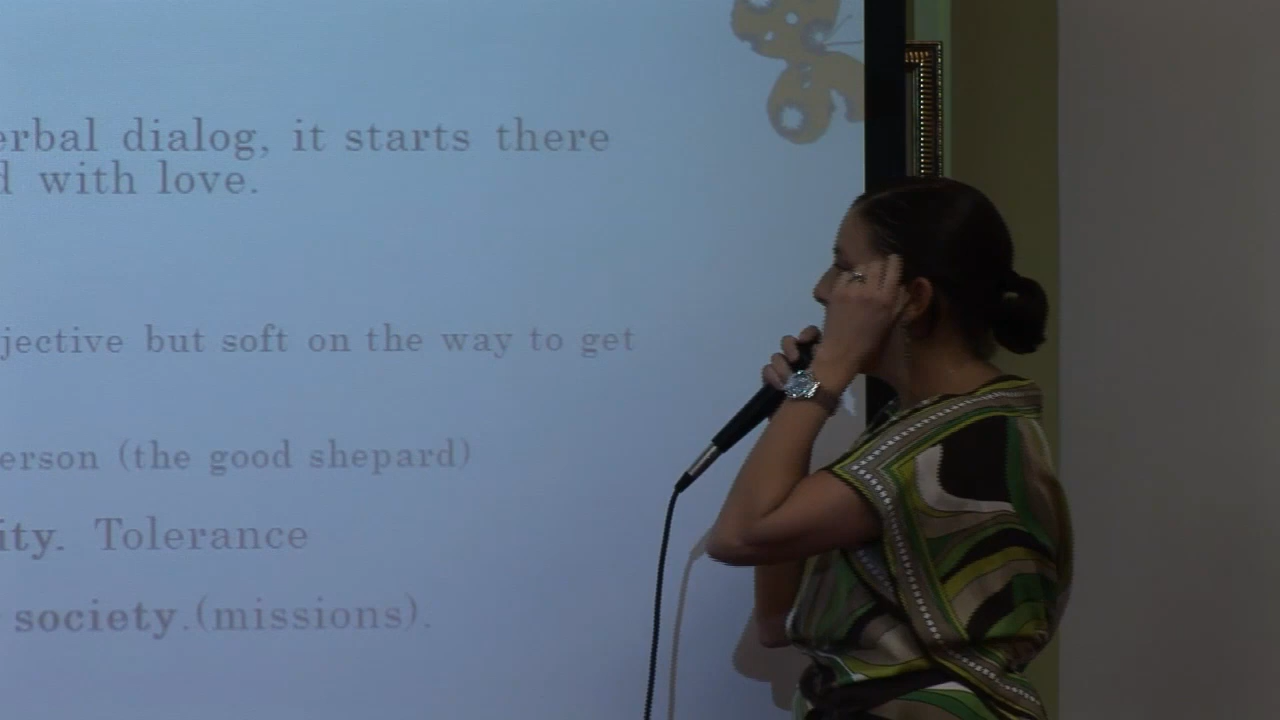 erbal dialog, it starts there
d with love.
jective but soft on the way to get
erson (the good shepard)
ity. Tolerance
society.(missions).